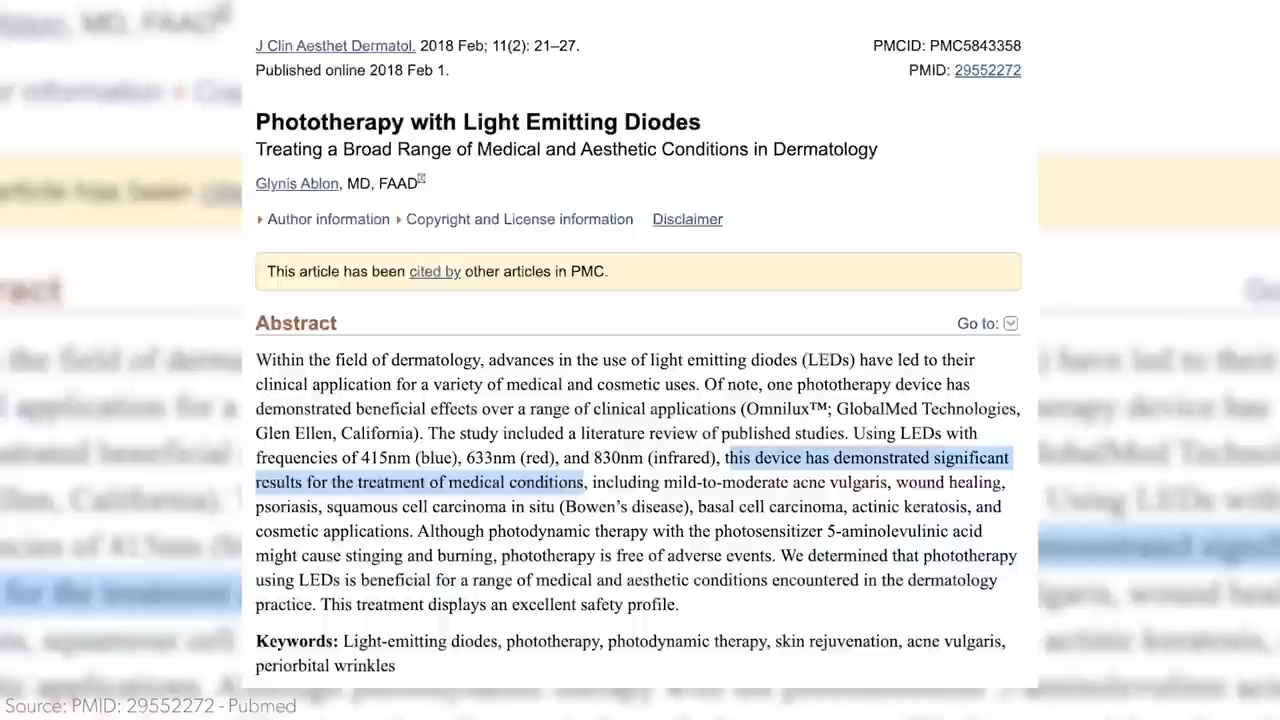 J Clin Aesthet Dermatol. 2018 Feb; 11(2): 21–27.
PMCID: PMC5843358
Published online 2018 Feb 1.
PMID: 29552272
Phototherapy with Light Emitting Diodes
Treating a Broad Range of Medical and Aesthetic Conditions in Dermatology
Glynis Ablon, MD, FAAD
Author information Copyright and License information Disclaimer
This article has been cited by other articles in PMC.
Abstract
Go to:
Within the field of dermatology, advances in the use of light emitting diodes (LEDs) have led to their
clinical application for a variety of medical and cosmetic uses. Of note, one phototherapy device has
demonstrated beneficial effects over a range of clinical applications (Omnilux™; GlobalMed Technologies,
Glen Ellen, California). The study included a literature review of published studies. Using LEDs with
frequencies of 415nm (blue), 633nm (red), and 830nm (infrared), this device has demonstrated significant
results for the treatment of medical conditions, including mild-to-moderate acne vulgaris, wound healing,
psoriasis, squamous cell carcinoma in situ (Bowen’s disease), basal cell carcinoma, actinic keratosis, and
cosmetic applications. Although photodynamic therapy with the photosensitizer 5-aminolevulinic acid
might cause stinging and burning, phototherapy is free of adverse events. We determined that phototherapy
using LEDs is beneficial for a range of medical and aesthetic conditions encountered in the dermatology
practice. This treatment displays an excellent safety profile.
Keywords: Light-emitting diodes, phototherapy, photodynamic therapy, skin rejuvenation, acne vulgaris,
periorbital wrinkles
Source: PMID: 29552272 - Pubmed